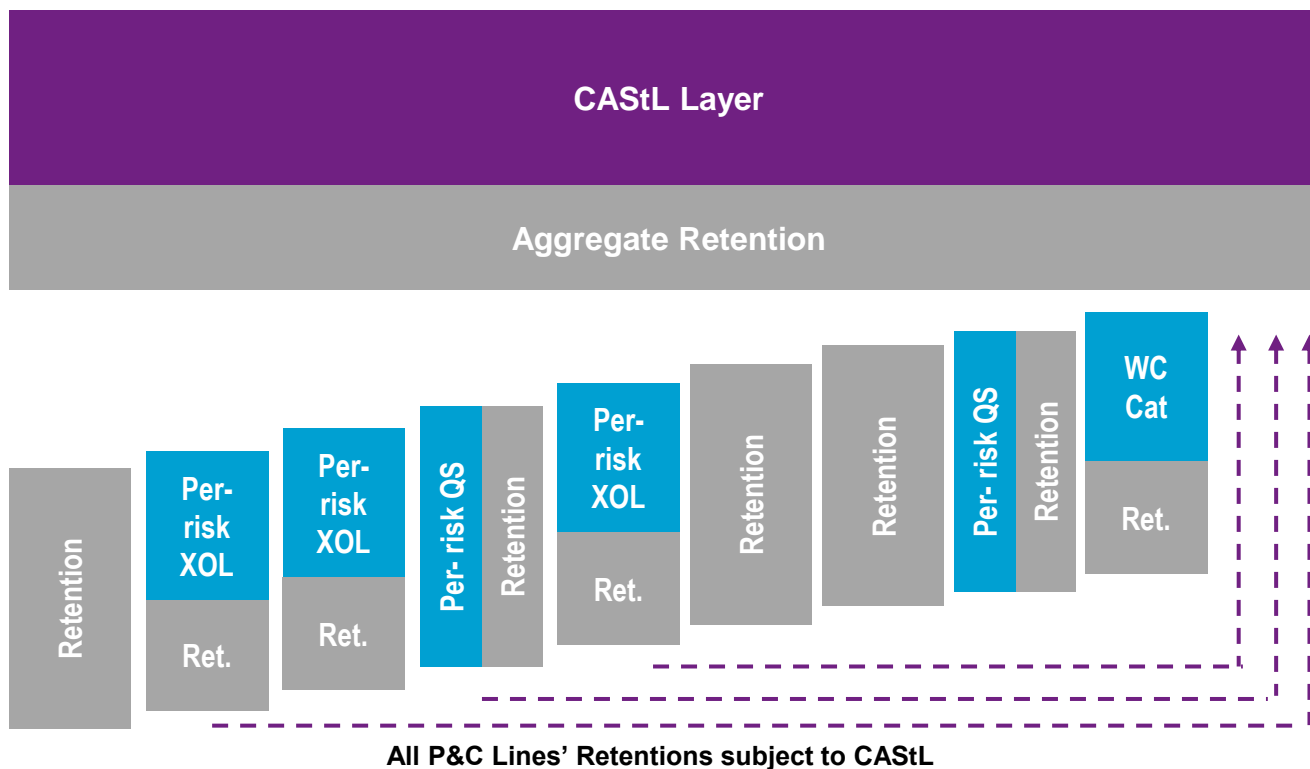 CAStL Layer
Aggregate Retention
Retention
Per-
risk
XOL
Ret.
Per-
risk
XOL
Ret.
Per- risk QS
Retention
Per-
risk
XOL
Ret.
Retention
Retention
Per- risk QS
Retention
WC
Cat
Ret.
All P&C Lines' Retentions subject to CAStL